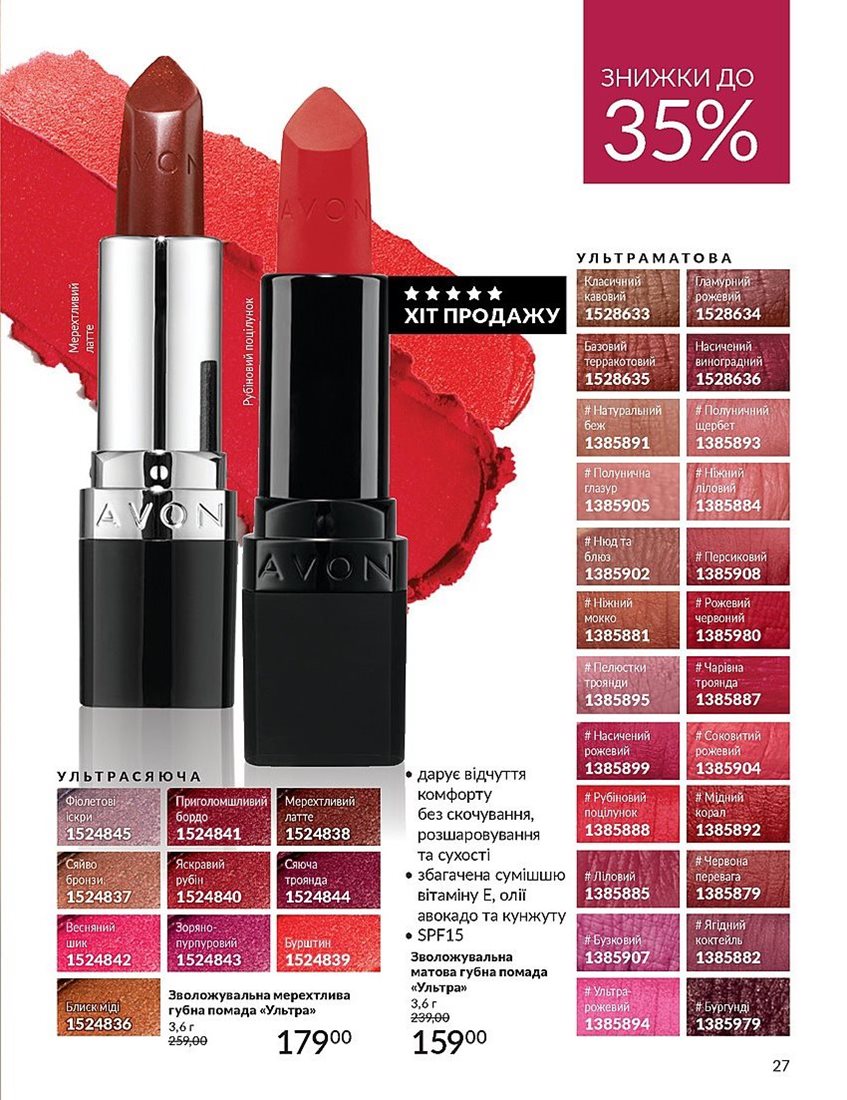 ЗНИЖКИ ДО
35%
AVON
AVON
Мерехтливий
латте
Рубіновий поцілунок
★★★★★
ХІТ ПРОДАЖУ
AVON
AVON
УЛЬТРАМАТОВА
Класичний
кавовий
1528633
Гламурний
рожевий
1528634
Базовий
терракотовий
1528635
Насичений
виноградний
1528636
# Натуральний
беж
1385891
# Полуничний
щербет
1385893
# Полунична
глазур
1385905
# Ніжний
ліловий
1385884
# Нюд та
блюз
1385902
# Персиковий
1385908
# Ніжний
мокко
1385881
# Рожевий
червоний
1385980
# Пелюстки
троянди
1385895
# Чарівна
троянда
1385887
# Насичений
рожевий
1385899
# Соковитий
рожевий
1385904
# Рубіновий
поцілунок
1385888
# Мідний
корал
1385892
# Ліловий
1385885
# Червона
перевага
1385879
# Бузковий
1385907
# Ягідний
коктейль
1385882
# Ультра-
рожевий
1385894
# Бургунді
1385979
УЛЬТРАСЯЮЧА
Фіолетові
іскри
1524845
Приголомшливий
бордо
1524841
Мерехтливий
латте
1524838
Сяйво
бронзи
1524837
Яскравий
рубін
1524840
Сяюча
троянда
1524844
Весняний
шик
1524842
Зоряно-
пурпуровий
1524843
Бурштин
1524839
Блиск міді
1524836
Зволожувальна мерехтлива
губна помада «Ультра»
3,6 г
259,00
179 00
• дарує відчуття
комфорту
без скочування,
розшаровування
та сухості
• збагачена сумішшю
вітаміну Е, олії
авокадо та кунжуту
• SPF15
Зволожувальна
матова губна помада
«Ультра»
3,6 г
239,00
159 00
27